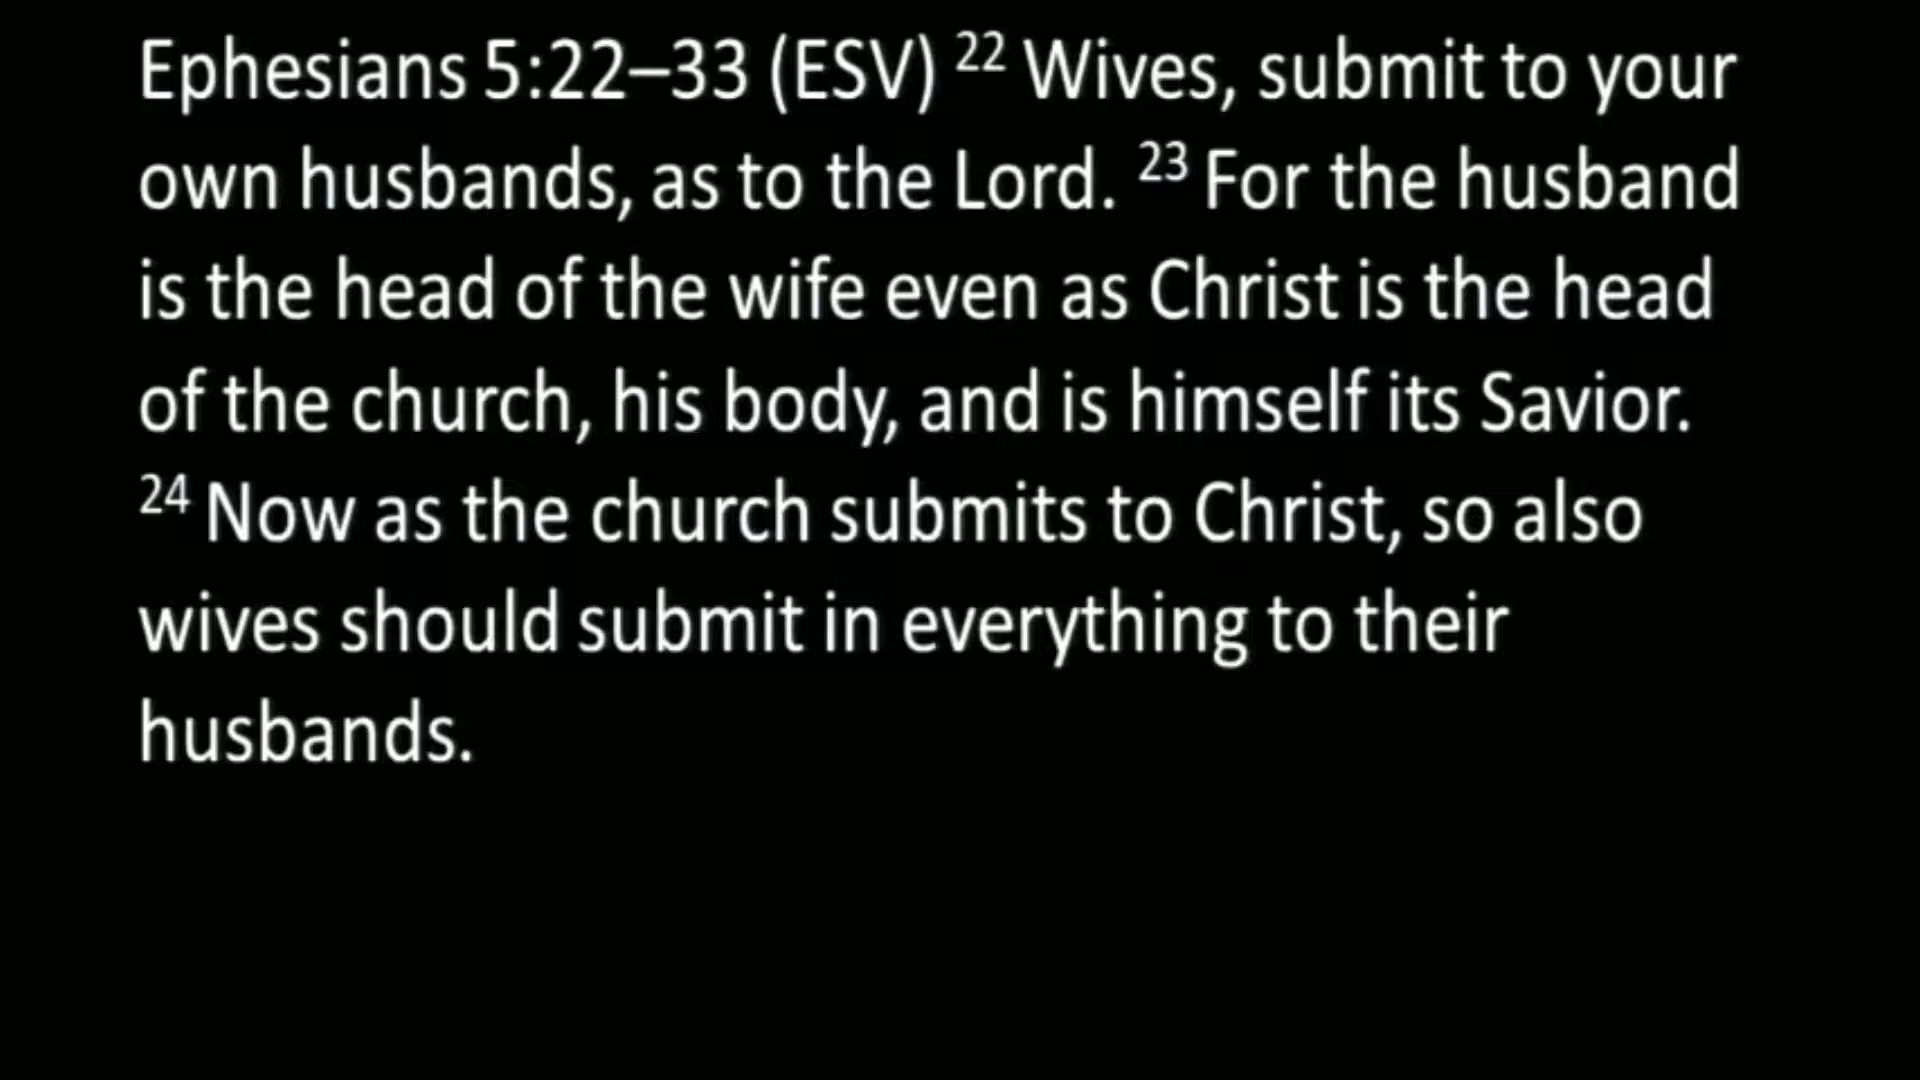 Ephesians 5:22–33 (ESV) 22 Wives, submit to your
own husbands, as to the Lord. 23 For the husband
is the head of the wife even as Christ is the head
of the church, his body, and is himself its Savior.
24 Now as the church submits to Christ, so also
wives should submit in everything to their
husbands.